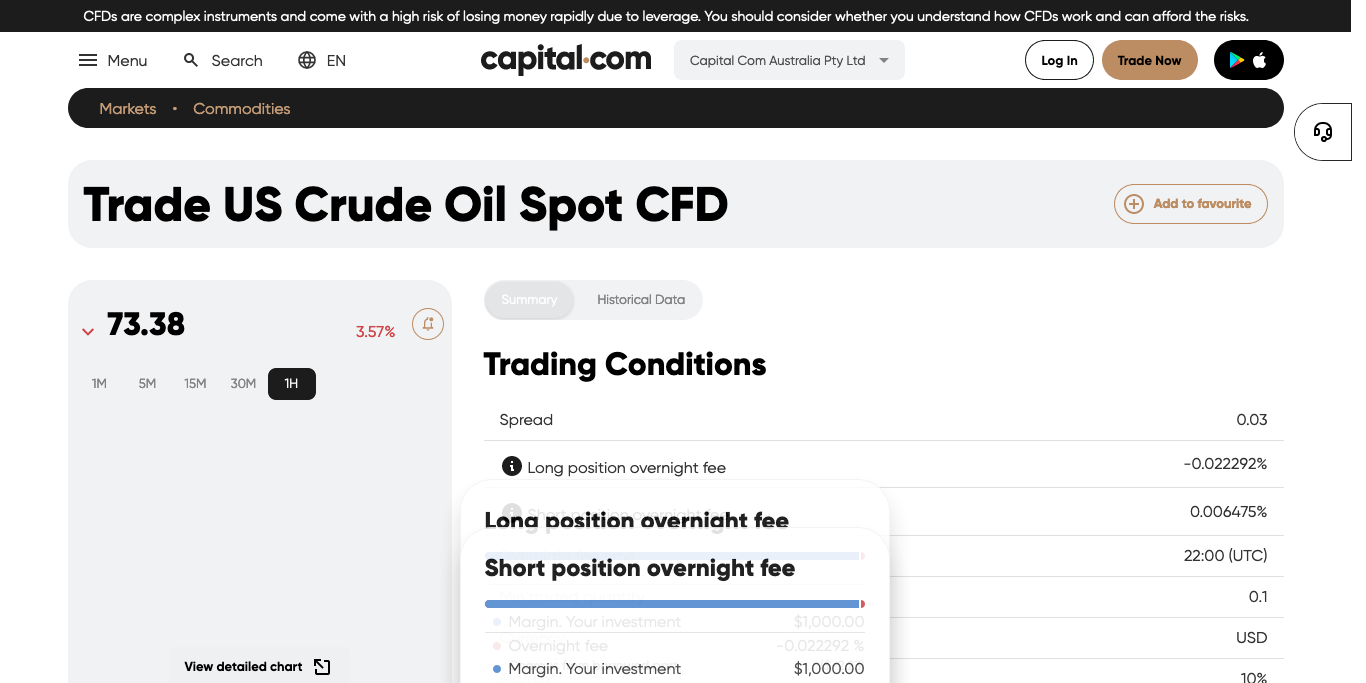 CFDs are complex instruments and come with a high risk of losing money rapidly due to leverage. You should consider whether you understand how CFDs work and can afford the risks.
Menu
Search
EN
capital.com
Capital Com Australia Pty Ltd
Log In
Trade Now
Markets • Commodities
Trade US Crude Oil Spot CFD
Add to favourite
73.38
3.57%
1M 5M 15M 30M 1H
View detailed chart
Summary
Historical Data
Trading Conditions
Spread 0.03
Long position overnight fee -0.022292%
Short position overnight fee 0.006475%
22:00 (UTC)
0.1
USD
10%
Long position overnight fee
Short position overnight fee
Margin. Your investment $1,000.00
Overnight fee -0.022292 %
Margin. Your investment $1,000.00